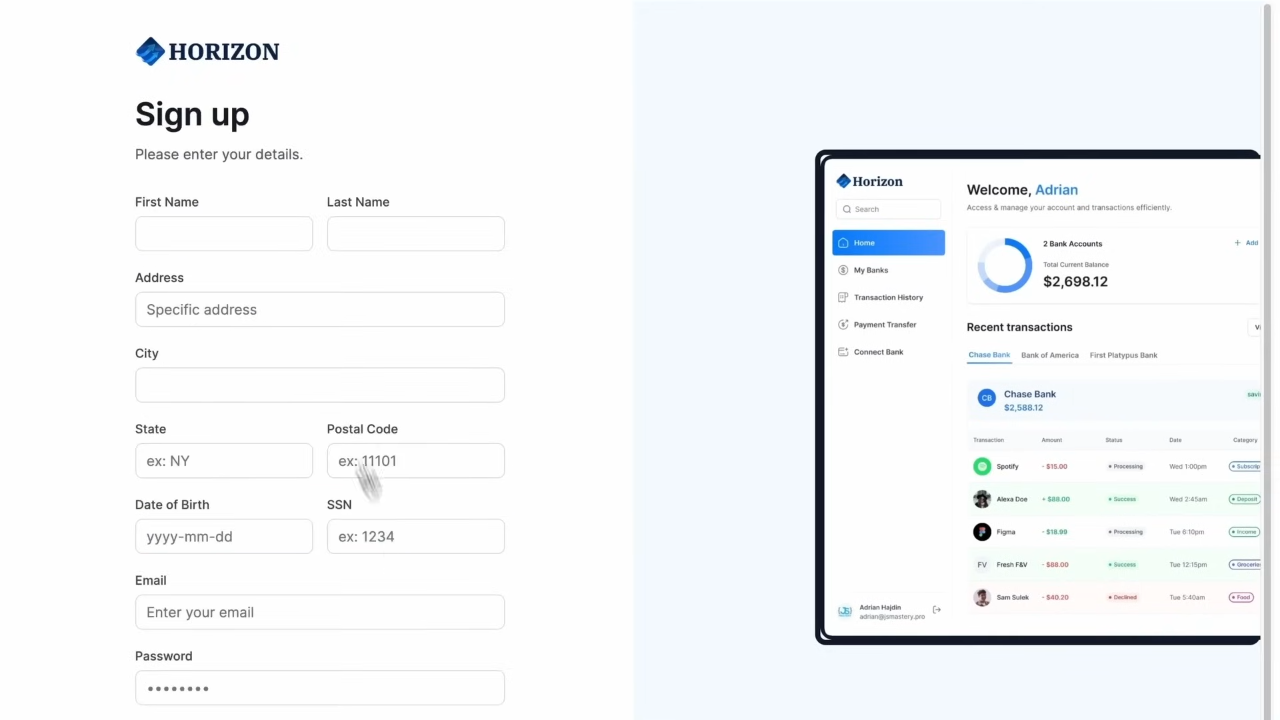 HORIZON
Sign up
Please enter your details.
First Name
Last Name
Address
Specific address
City
State
Postal Code
ex: NY
ex: 11101
Date of Birth
SSN
yyyy-mm-dd
ex: 1234
Email
Enter your email
Password
Horizon
Search
Home
My Banks
Transaction History
Payment Transfer
Connect Bank
Adrian Hajdin
adrian@jsmastery.pro
Welcome, Adrian
Access & manage your account and transactions efficiently.
2 Bank Accounts
+ Add
Total Current Balance
$2,698.12
Recent transactions
Chase Bank Bank of America First Platypus Bank
CB
Chase Bank
$2,588.12
Transaction Amount Status Date Category
Spotify - $15.00 Processing Wed 1:00pm
Alexa Doe + $88.00 Success Wed 2:45am Deposit
Figma - $18.99 Processing Tue 6:10pm Income
FV Fresh F&V - $88.00 Success Tue 12:15pm
Sam Sulek - $40.20 Declined Tue 5:40am Food